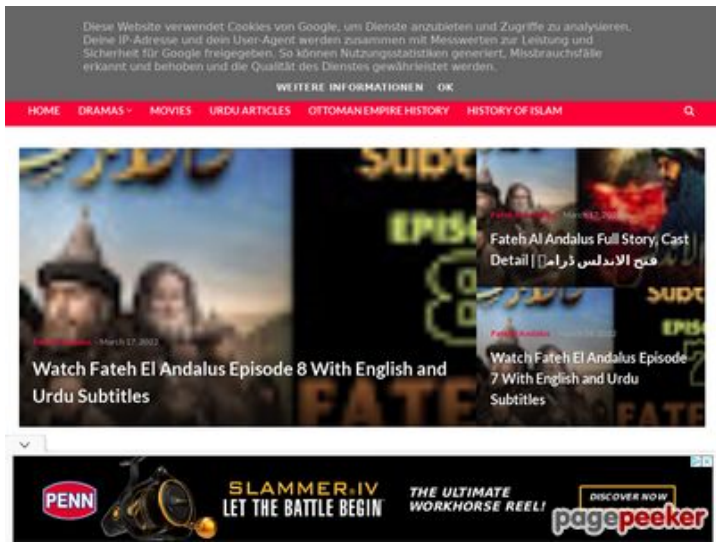 Diese Website verwendet Cookies von Google, um Dienste anzubieten und Zugriffe zu analysieren.
Deine IP-Adresse und dein User-Agent werden zusammen mit Messwerten zur Leistung und
Sicherheit für Google freigegeben. So können Nutzungsstatistiken generiert, Missbrauchsfälle
erkannt und behoben und die Qualität des Dienstes gewährleistet werden.
WEITERE INFORMATIONEN OK
HOME DRAMAS MOVIES URDU ARTICLES OTTOMAN EMPIRE HISTORY HISTORY OF ISLAM
March 17, 2022
Watch Fateh El Andalus Episode 8 With English and
Urdu Subtitles
Fateh Al Andalus Full Story, Cast
Detail | فتح الاندلس ڈرام
Watch Fateh El Andalus Episode
7 With English and Urdu
Subtitles
PENN
SLAMMER IV
LET THE BATTLE BEGIN
THE ULTIMATE
WORKHORSE REEL!
DISCOVER NOW
pagepeeker